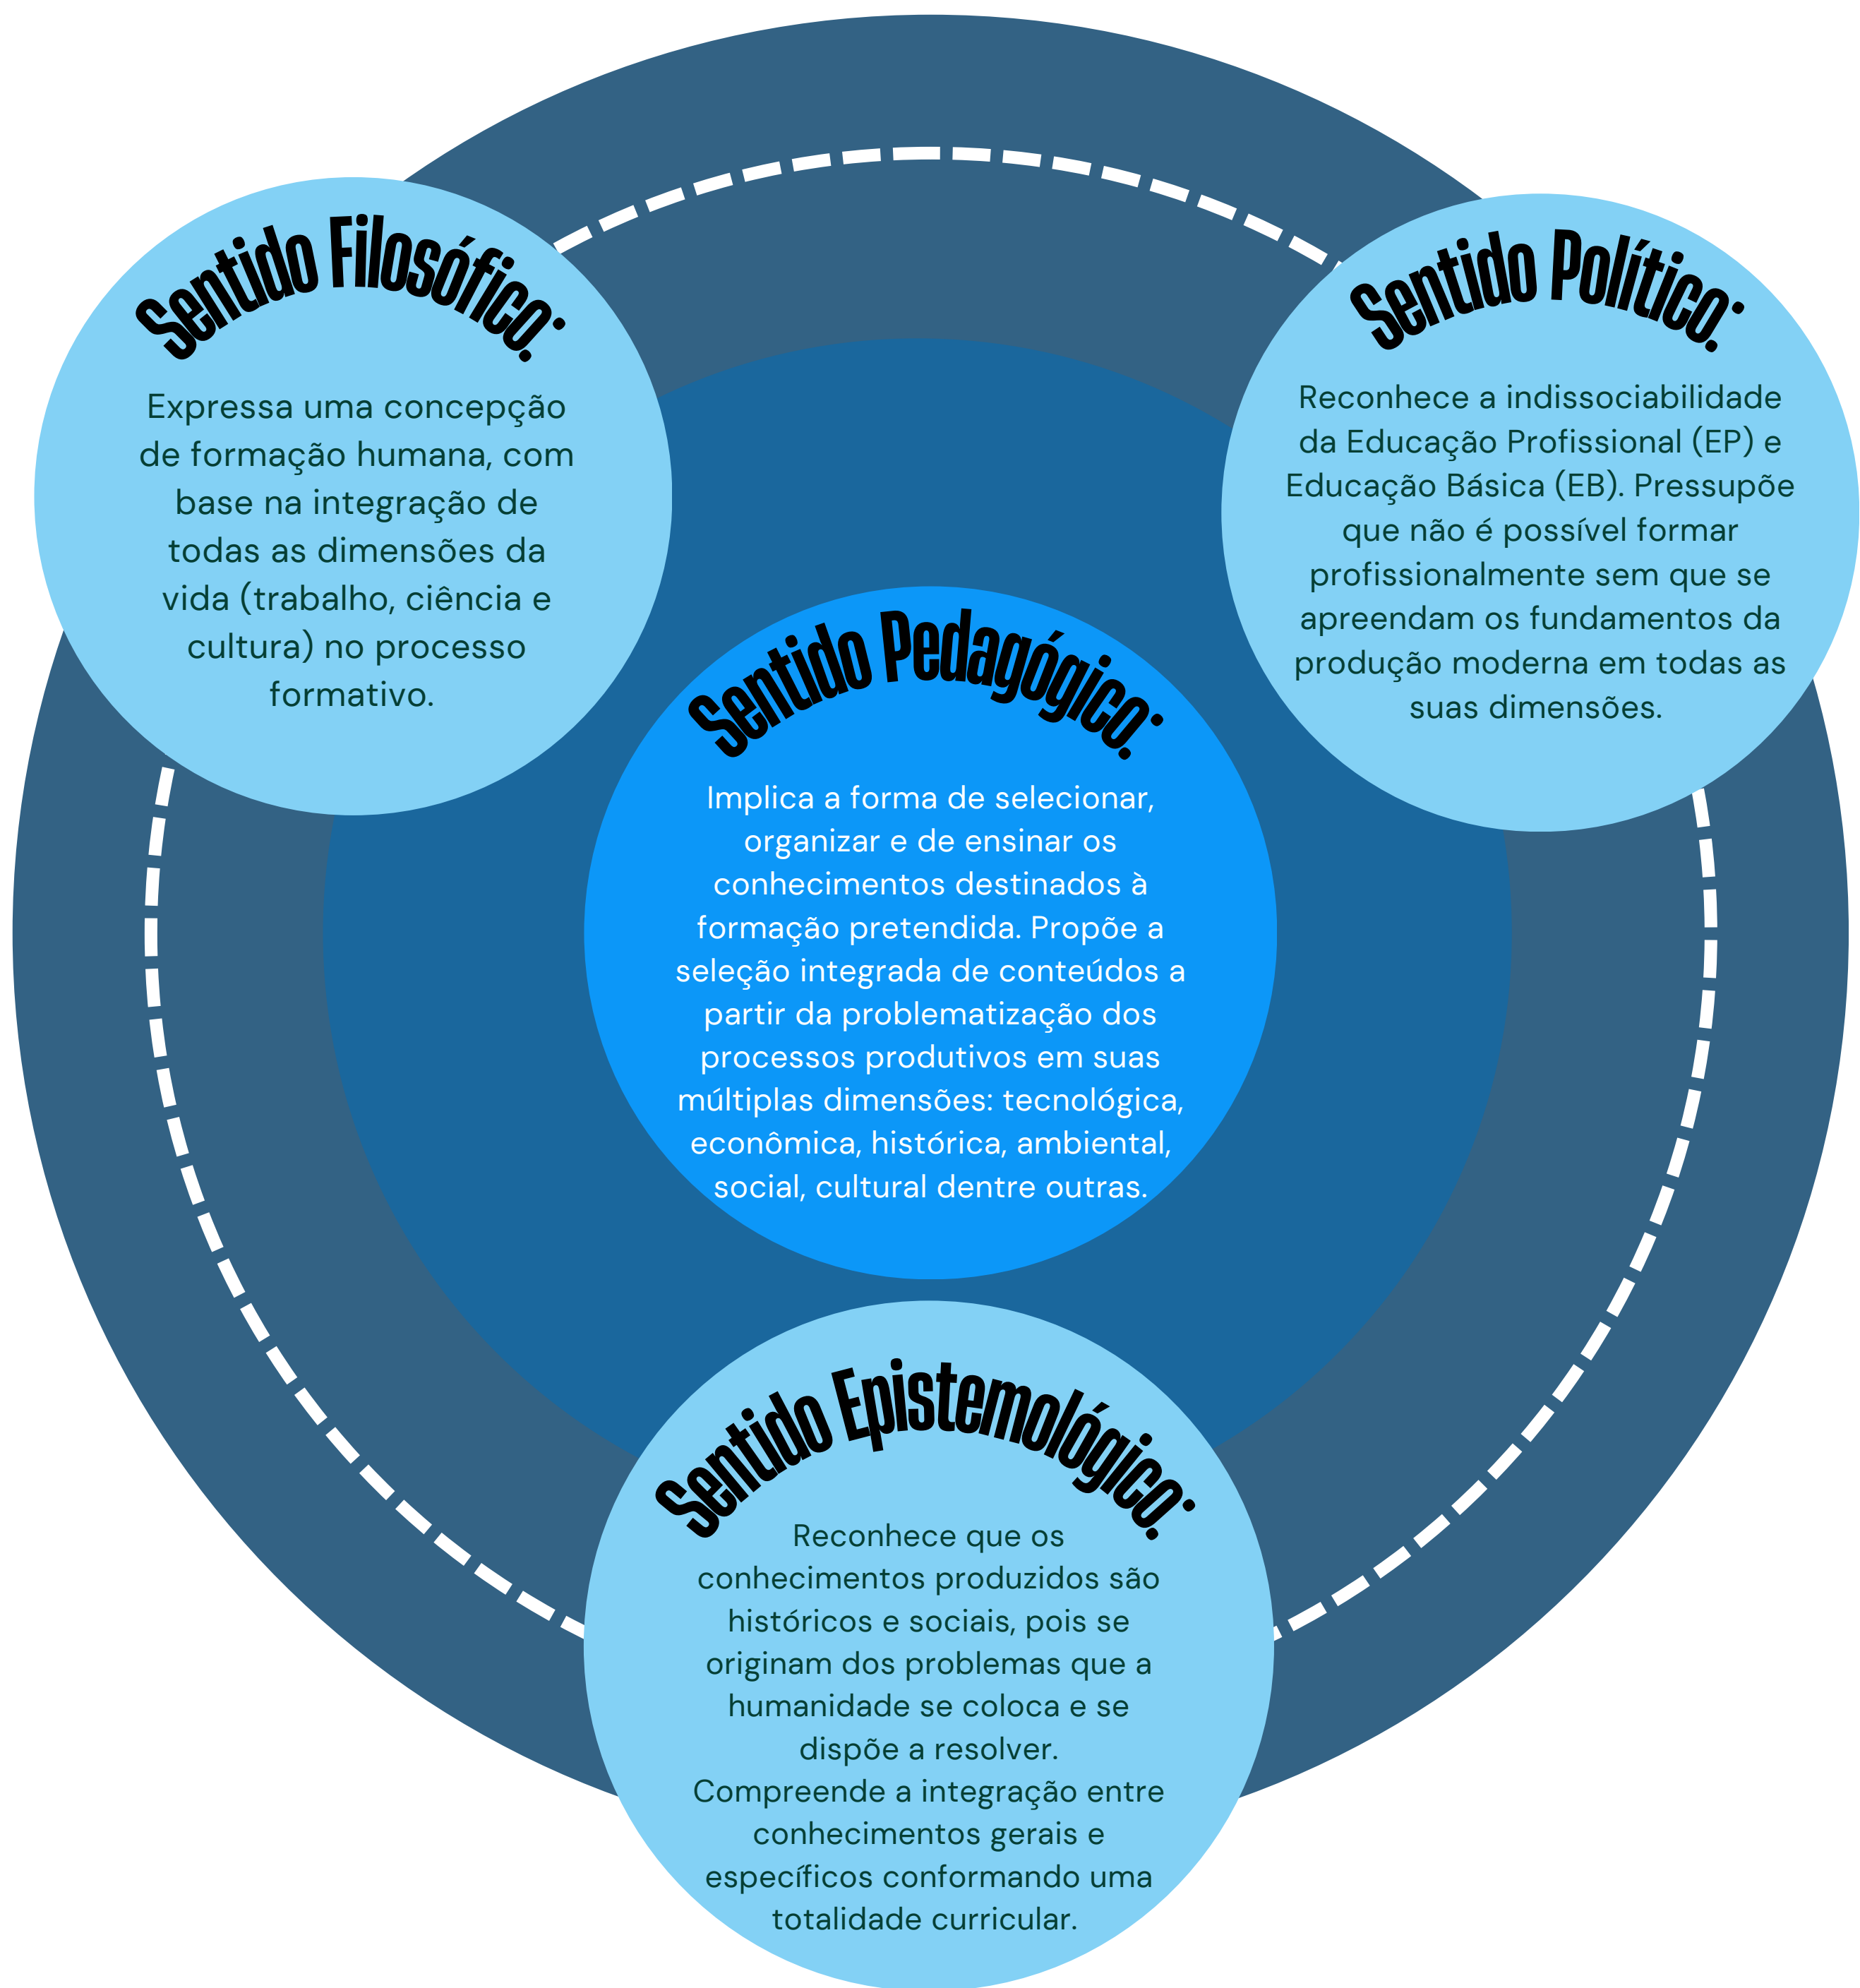 Sentido Filosófico:
Expressa uma concepção
de formação humana, com
base na integração de
todas as dimensões da
vida (trabalho, ciência e
cultura) no processo
formativo.
Sentido Político:
Reconhece a indissociabilidade
da Educação Profissional (EP) e
Educação Básica (EB). Pressupõe
que não é possível formar
profissionalmente sem que se
apreendam os fundamentos da
produção moderna em todas as
suas dimensões.
Sentido Pedagógico:
Implica a forma de selecionar,
organizar e de ensinar os
conhecimentos destinados à
formação pretendida. Propõe a
seleção integrada de conteúdos a
partir da problematização dos
processos produtivos em suas
múltiplas dimensões: tecnológica,
econômica, histórica, ambiental,
social, cultural dentre outras.
Sentido Epistemológico:
Reconhece que os
conhecimentos produzidos são
históricos e sociais, pois se
originam dos problemas que a
humanidade se coloca e se
dispõe a resolver.
Compreende a integração entre
conhecimentos gerais e
específicos conformando uma
totalidade curricular.